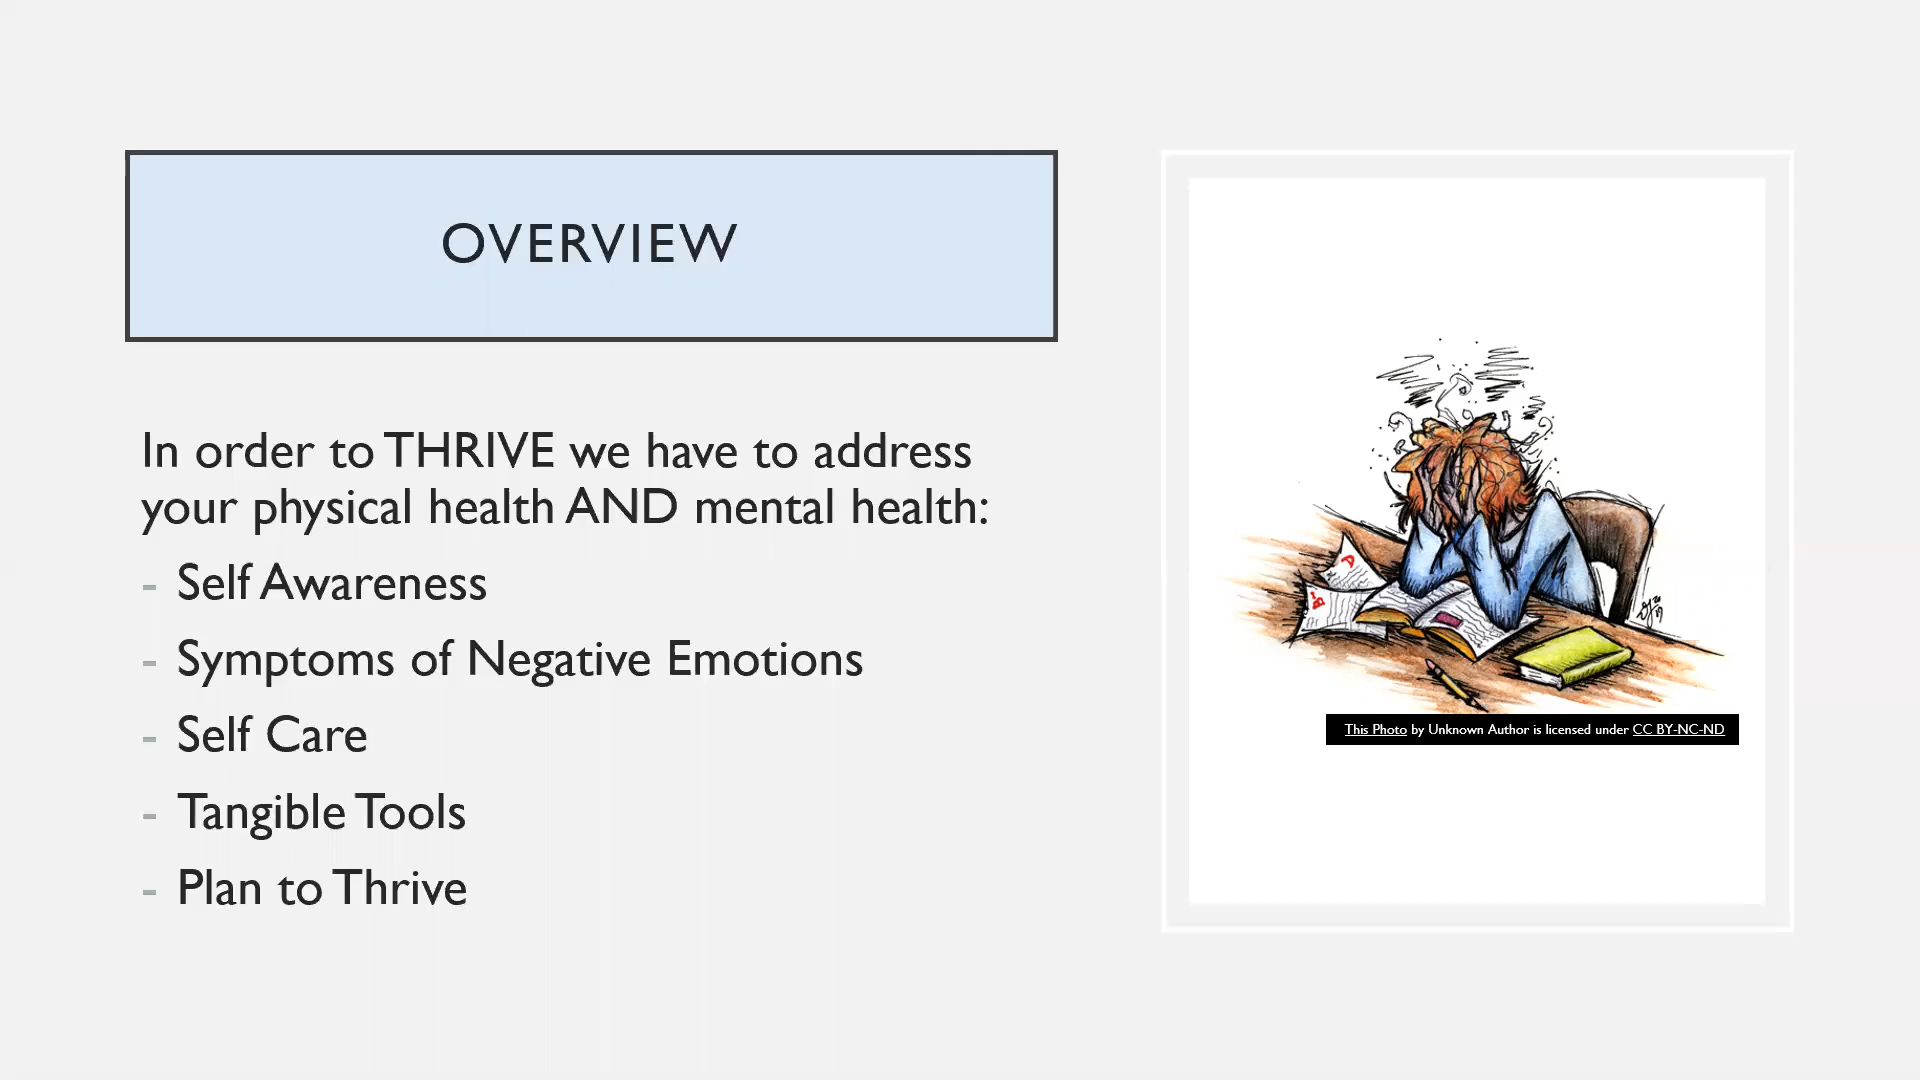 OVERVIEW
In order to THRIVE we have to address
your physical health AND mental health:
- Self Awareness
- Symptoms of Negative Emotions
- Self Care
- Tangible Tools
- Plan to Thrive
A
B
This Photo by Unknown Author is licensed under CC BY-NC-ND